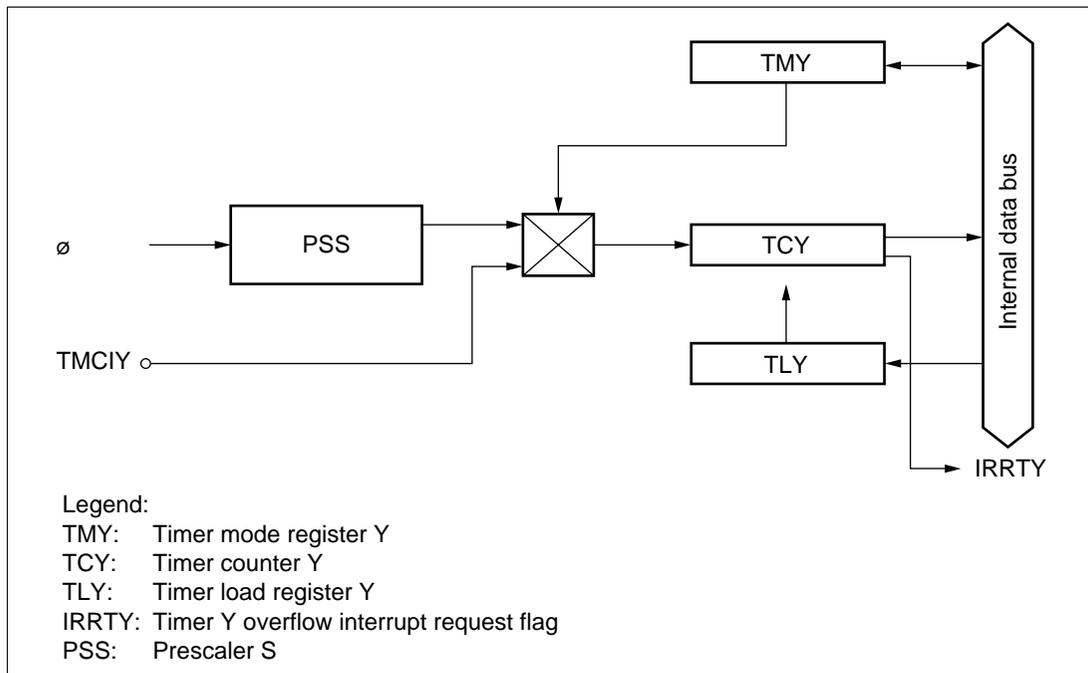 TMY
Internal data bus
ø
PSS
TCY
TMCIY
TLY
IRRTY
Legend:
TMY: Timer mode register Y
TCY: Timer counter Y
TLY: Timer load register Y
IRRTY: Timer Y overflow interrupt request flag
PSS: Prescaler S